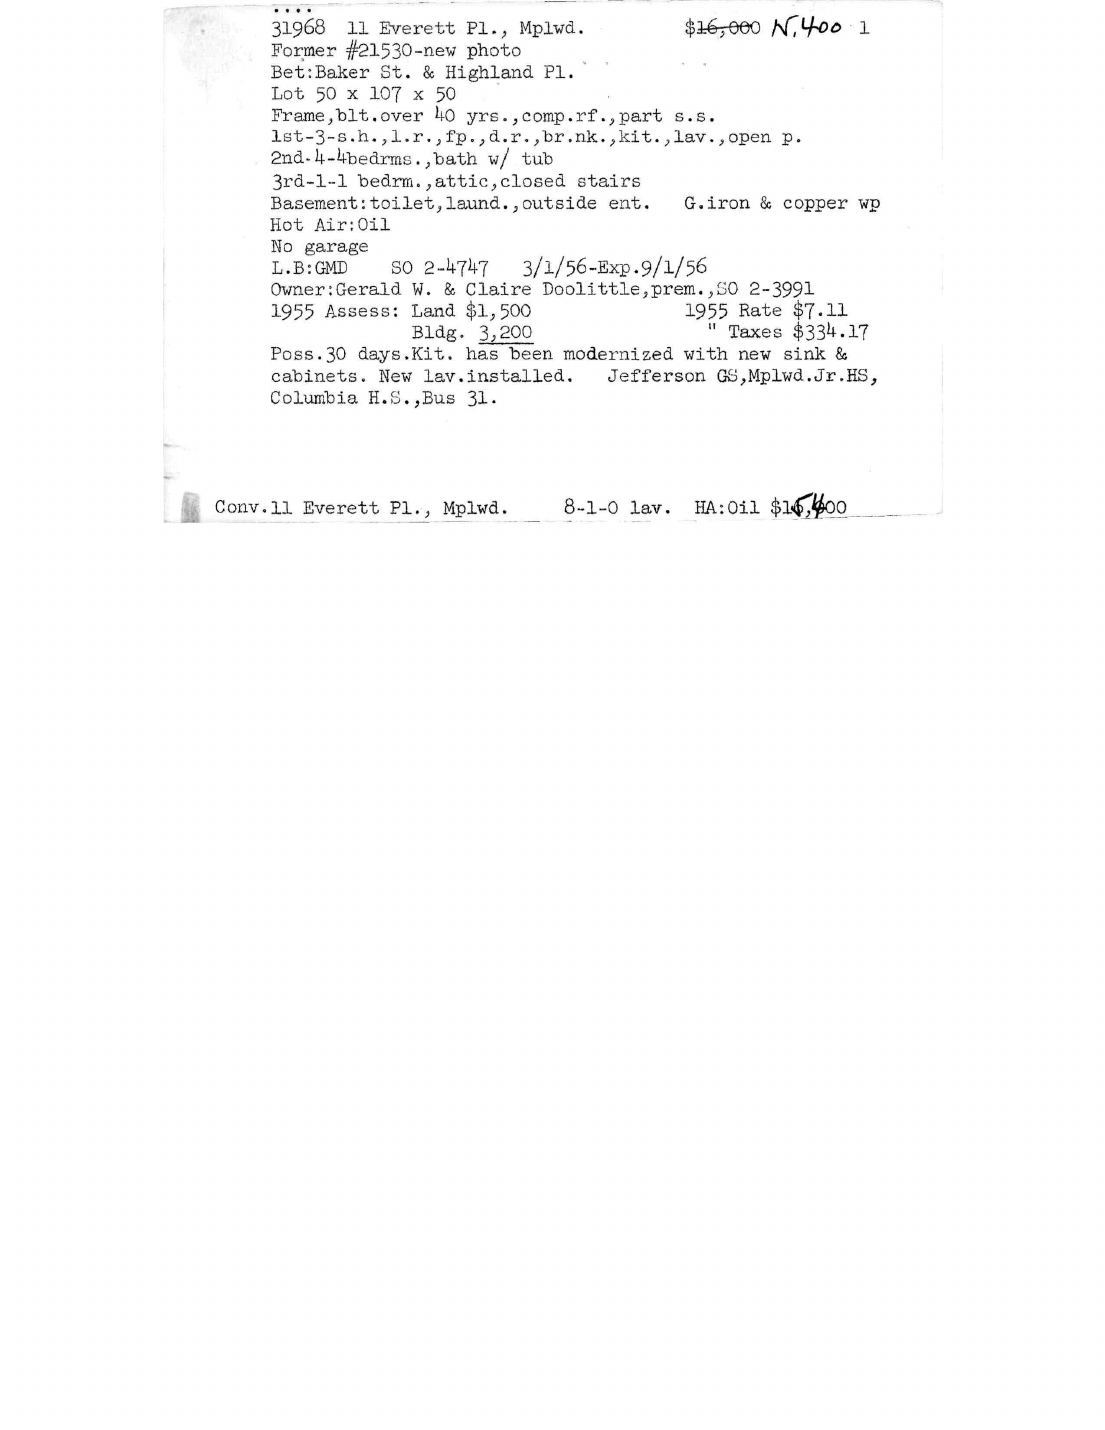 31968 11 Everett Pl., Mplwd. $16,000 15,400 1
Former #21530-new photo
Bet:Baker St. & Highland Pl.
Lot 50 x 107 x 50
Frame,blt.over 40 yrs.,comp.rf.,part s.s.
1st-3-s.h.,l.r.,fp.,d.r.,br.nk.,kit.,lav.,open p.
2nd-4-4bedrms.,bath w/ tub
3rd-1-1 bedrm.,attic,closed stairs
Basement:toilet,laund.,outside ent. G.iron & copper wp
Hot Air:Oil
No garage
L.B:GMD SO 2-4747 3/1/56-Exp.9/1/56
Owner:Gerald W. & Claire Doolittle,prem.,SO 2-3991
1955 Assess: Land $1,500 1955 Rate $7.11
Bldg. 3,200 " Taxes $334.17
Poss.30 days.Kit. has been modernized with new sink &
cabinets. New lav.installed. Jefferson GS,Mplwd.Jr.HS,
Columbia H.S.,Bus 31.
Conv.11 Everett Pl., Mplwd. 8-1-0 lav. HA:Oil $15,400